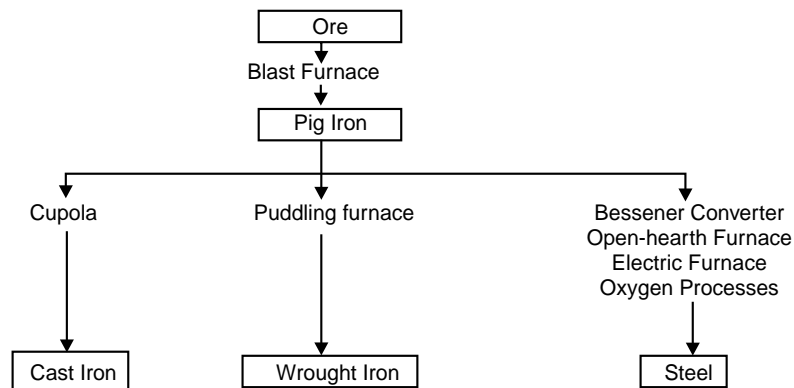 Ore
Blast Furnace
Pig Iron
Cupola
Puddling furnace
Bessener Converter
Open-hearth Furnace
Electric Furnace
Oxygen Processes
Cast Iron
Wrought Iron
Steel